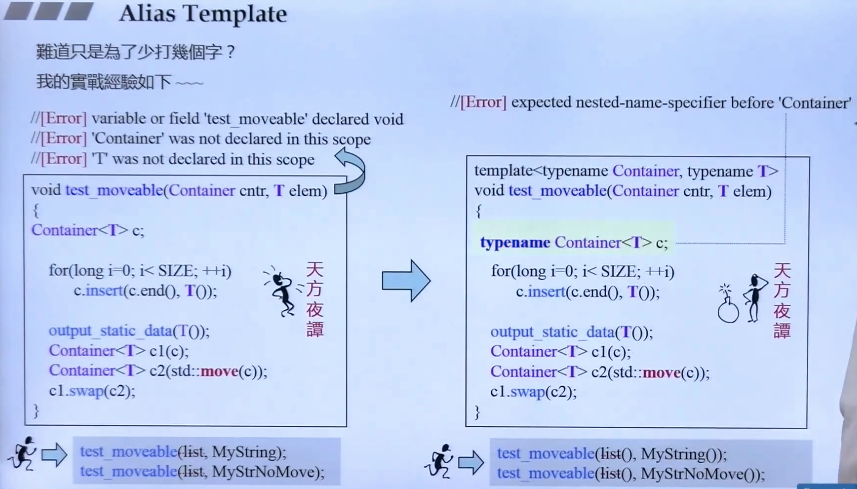 Alias Template
難道只是為了少打幾個字？
我的實戰經驗如下 ~~~
//[Error] variable or field 'test_moveable' declared void
//[Error] 'Container' was not declared in this scope
//[Error] 'T' was not declared in this scope
void test_moveable(Container cntr, T elem)
{
Container<T> c;
for(long i=0; i< SIZE; ++i)
c.insert(c.end(), T());
output_static_data(T());
Container<T> c1(c);
Container<T> c2(std::move(c));
c1.swap(c2);
}
天方夜譚
test_moveable(list, MyString);
test_moveable(list, MyStrNoMove);
//[Error] expected nested-name-specifier before 'Container'
template<typename Container, typename T>
void test_moveable(Container cntr, T elem)
{
typename Container<T> c;
for(long i=0; i< SIZE; ++i)
c.insert(c.end(), T());
output_static_data(T());
Container<T> c1(c);
Container<T> c2(std::move(c));
c1.swap(c2);
}
天方夜譚
test_moveable(list(), MyString());
test_moveable(list(), MyStrNoMove());